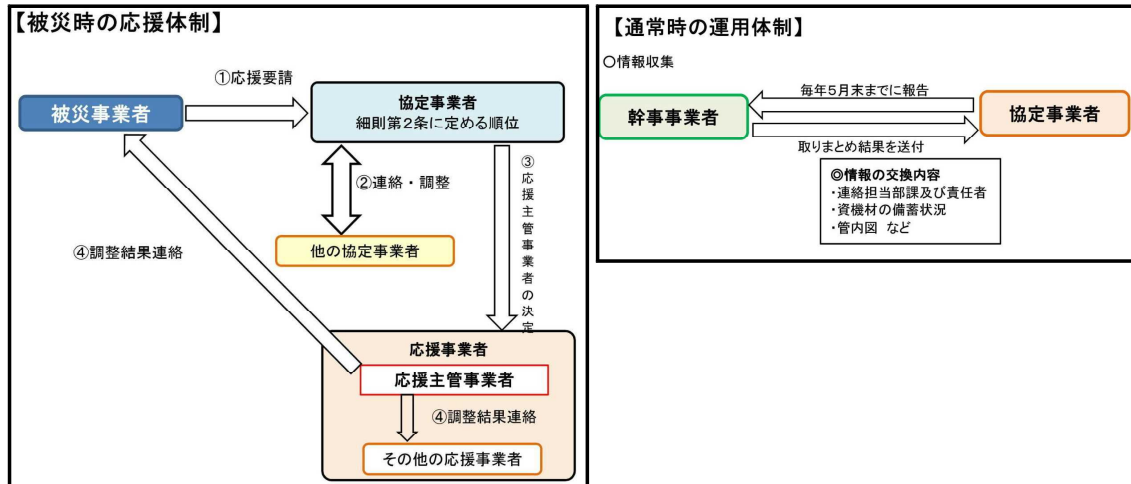 【被災時の応援体制】
①応援要請
被災事業者
協定事業者
細則第2条に定める順位
②連絡・調整
③応援主管事業者の決定
他の協定事業者
④調整結果連絡
応援事業者
応援主管事業者
④調整結果連絡
その他の応援事業者
【通常時の運用体制】
○情報収集
毎年5月末までに報告
幹事事業者
協定事業者
取りまとめ結果を送付
◎情報の交換内容
・連絡担当部課及び責任者
・資機材の備蓄状況
・管内図 など